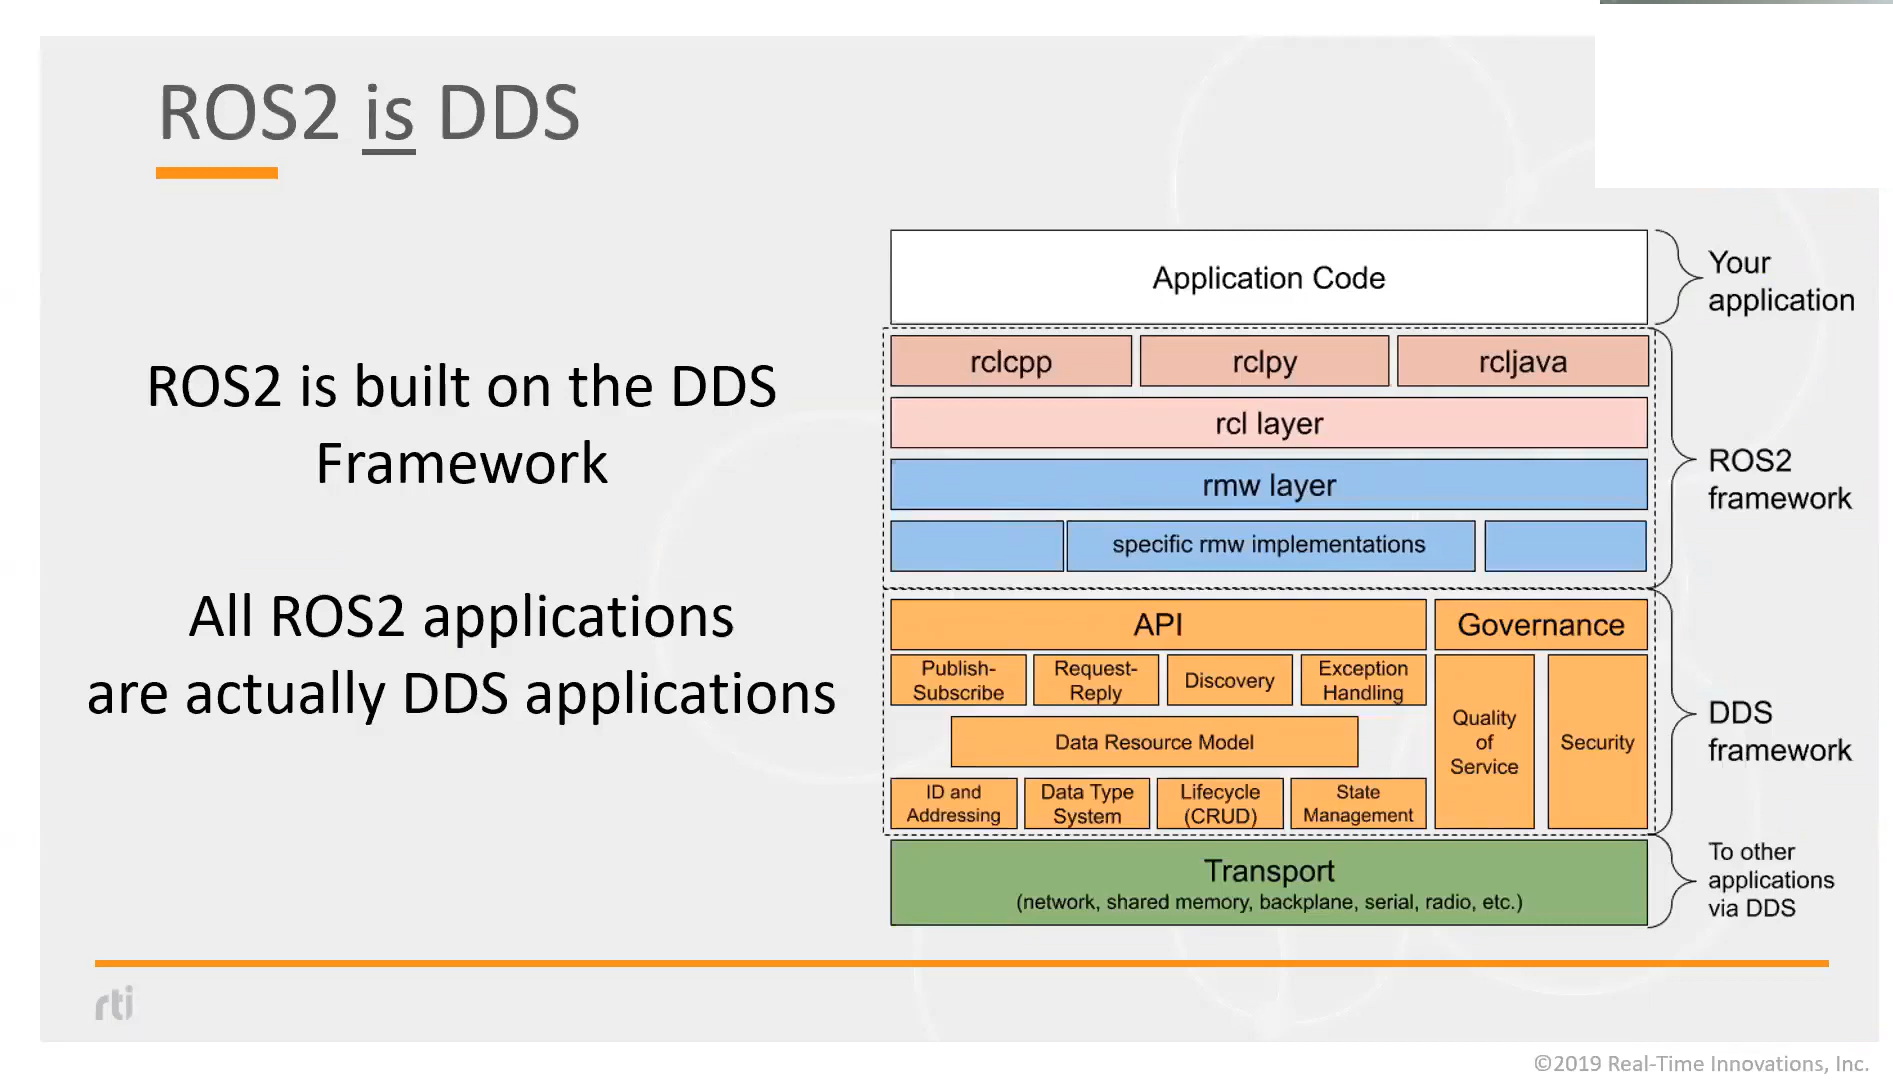 ROS2 is DDS
ROS2 is built on the DDS
Framework
All ROS2 applications
are actually DDS applications
Application Code
Your
application
rclcpp
rclpy
rcljava
rcl layer
rmw layer
specific rmw implementations
ROS2
framework
API
Governance
Publish-
Subscribe
Request-
Reply
Discovery
Exception
Handling
Data Resource Model
Quality
of
Service
Security
ID and
Addressing
Data Type
System
Lifecycle
(CRUD)
State
Management
DDS
framework
Transport
(network, shared memory, backplane, serial, radio, etc.)
To other
applications
via DDS
rti
©2019 Real-Time Innovations, Inc.